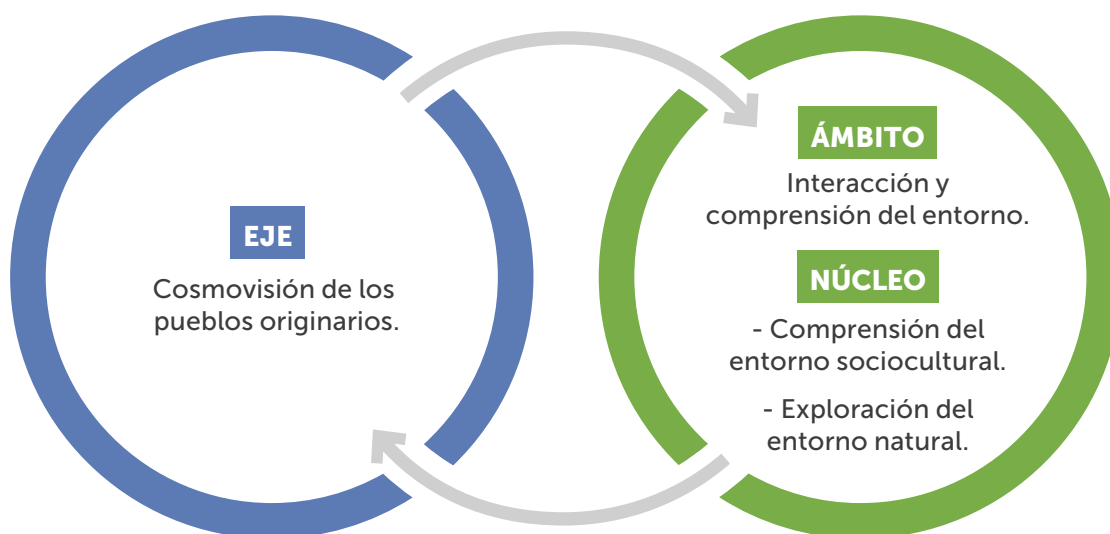 EJE
Cosmovisión de los
pueblos originarios.
ÁMBITO
Interacción y
comprensión del entorno.
NÚCLEO
- Comprensión del
entorno sociocultural.
- Exploración del
entorno natural.